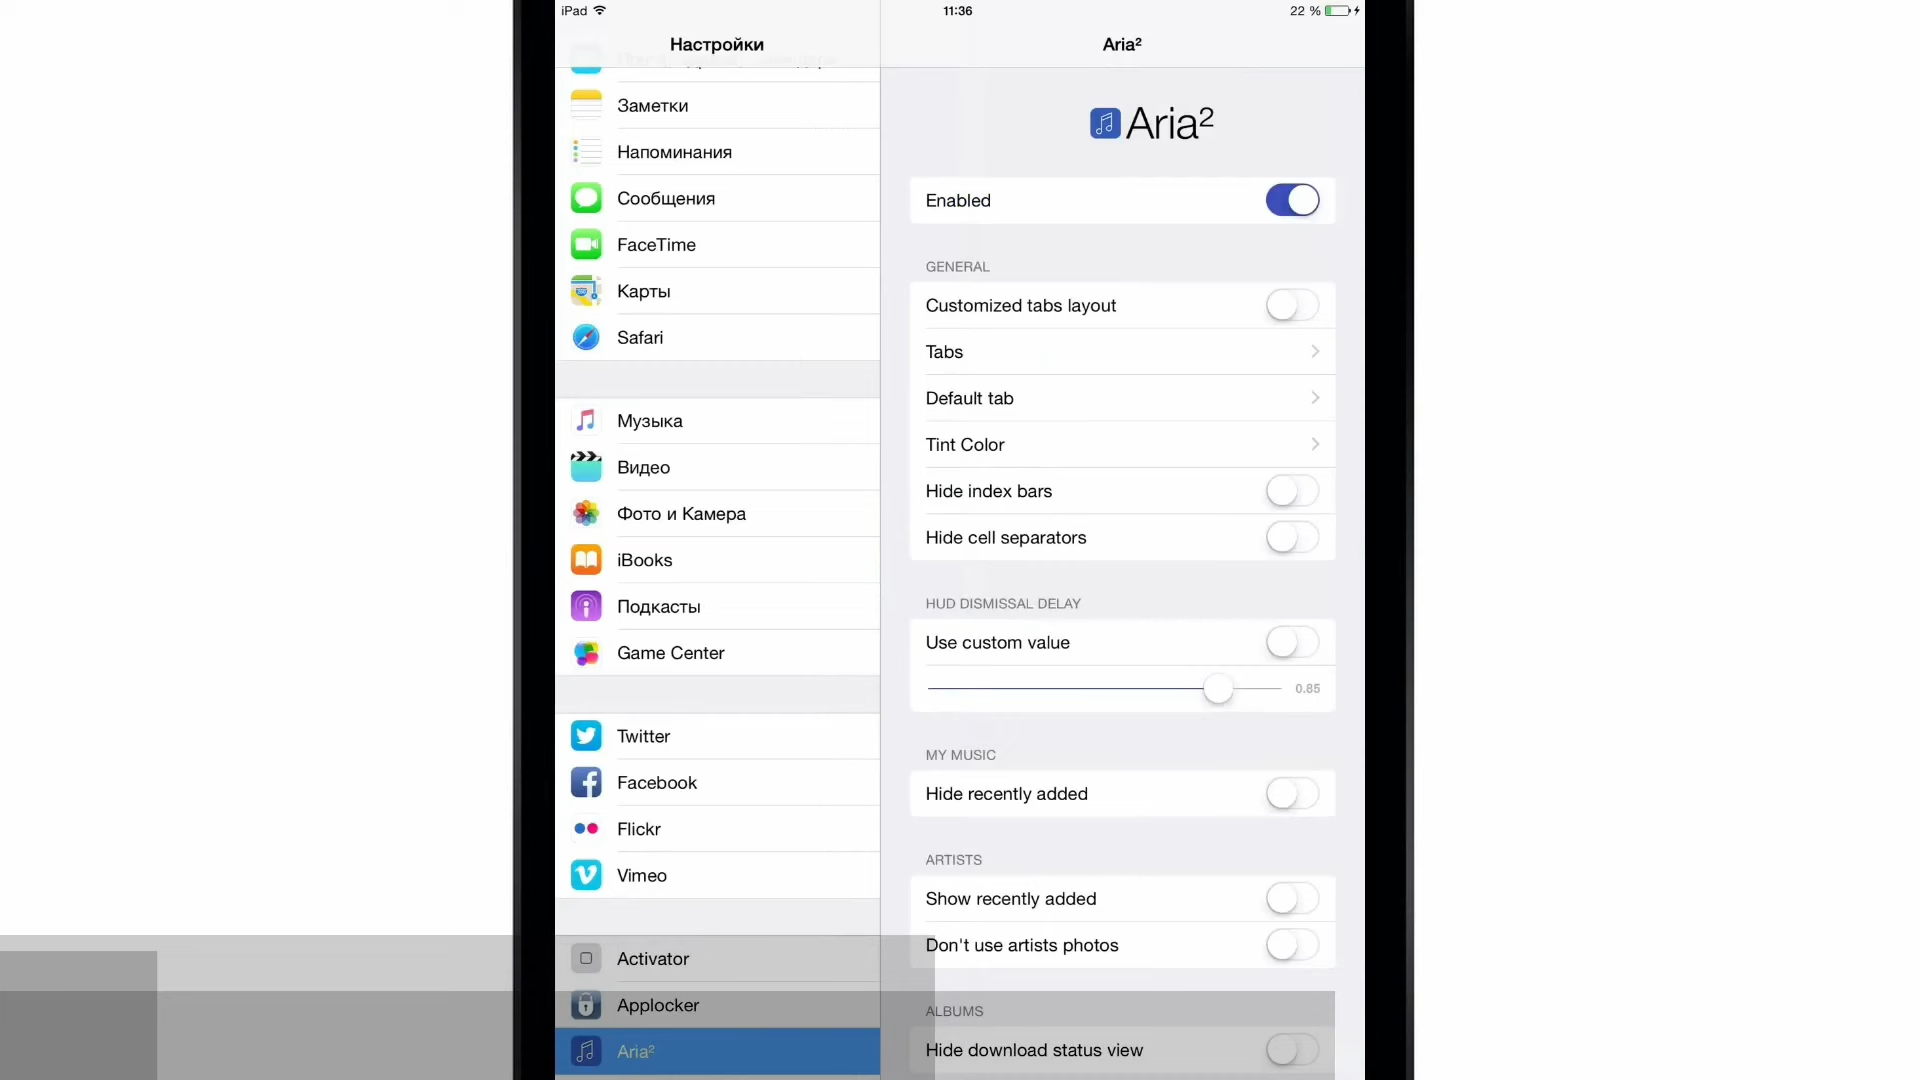 iPad
11:36
22 %
Настройки
Aria²
Заметки
Напоминания
Сообщения
FaceTime
Карты
Safari
Музыка
Видео
Фото и Камера
iBooks
Подкасты
Game Center
Twitter
Facebook
Flickr
Vimeo
Activator
Applocker
Aria²
Aria²
Enabled
GENERAL
Customized tabs layout
Tabs
Default tab
Tint Color
Hide index bars
Hide cell separators
HUD DISMISSAL DELAY
Use custom value
0.85
MY MUSIC
Hide recently added
ARTISTS
Show recently added
Don't use artists photos
ALBUMS
Hide download status view